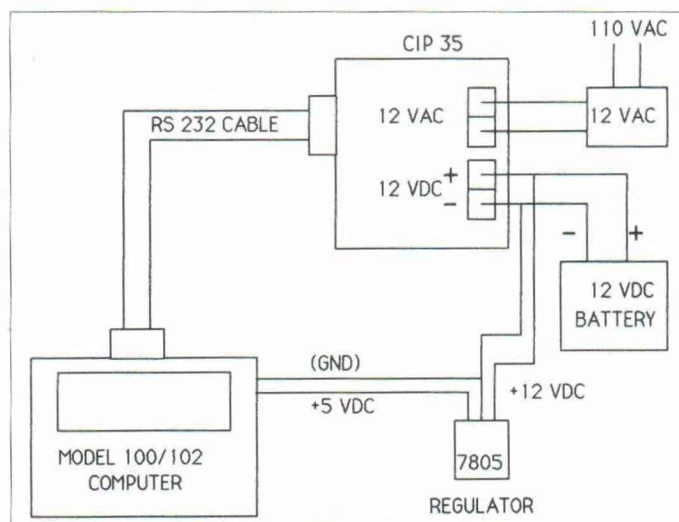 110 VAC
CIP 35
12 VAC
12 VAC
RS 232 CABLE
12 VDC
+
-
-
+
12 VDC
BATTERY
(GND)
+5 VDC
+12 VDC
MODEL 100/102
COMPUTER
7805
REGULATOR